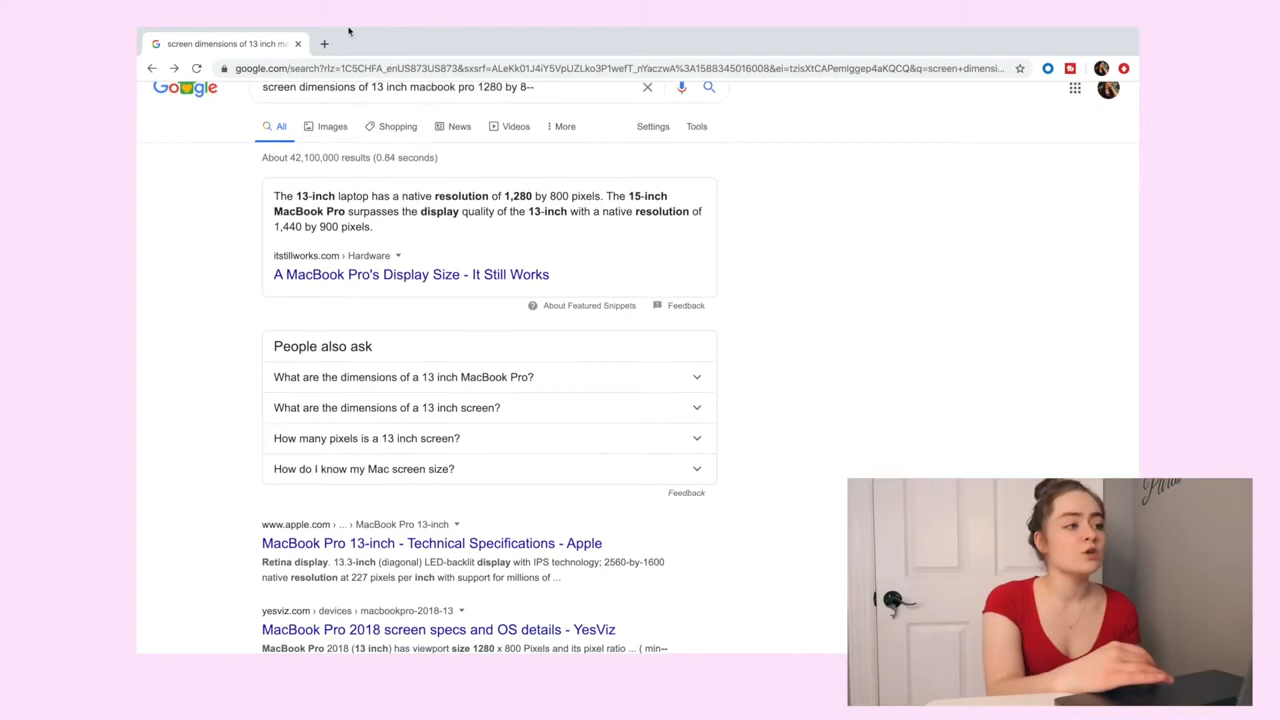 screen dimensions of 13 inch ma
google.com/search?rlz=1C5CHFA_enUS873US873&sxsrf=ALeKk01J4iY5VpUZLko3P1wefT_nYaczwA%3A1588345016008&ei=tzisXtCAPemIggep4aKQCQ&q=screen+dimensi...
Google
screen dimensions of 13 inch macbook pro 1280 by 8--
All Images Shopping News Videos More Settings Tools
About 42,100,000 results (0.84 seconds)
The 13-inch laptop has a native resolution of 1,280 by 800 pixels. The 15-inch
MacBook Pro surpasses the display quality of the 13-inch with a native resolution of
1,440 by 900 pixels.
itstillworks.com › Hardware
A MacBook Pro's Display Size - It Still Works
About Featured Snippets Feedback
People also ask
What are the dimensions of a 13 inch MacBook Pro?
What are the dimensions of a 13 inch screen?
How many pixels is a 13 inch screen?
How do I know my Mac screen size?
Feedback
www.apple.com › ... › MacBook Pro 13-inch
MacBook Pro 13-inch - Technical Specifications - Apple
Retina display. 13.3-inch (diagonal) LED-backlit display with IPS technology; 2560-by-1600
native resolution at 227 pixels per inch with support for millions of ...
yesviz.com › devices › macbookpro-2018-13
MacBook Pro 2018 screen specs and OS details - YesViz
MacBook Pro 2018 (13 inch) has viewport size 1280 x 800 Pixels and its pixel ratio ... ( min--